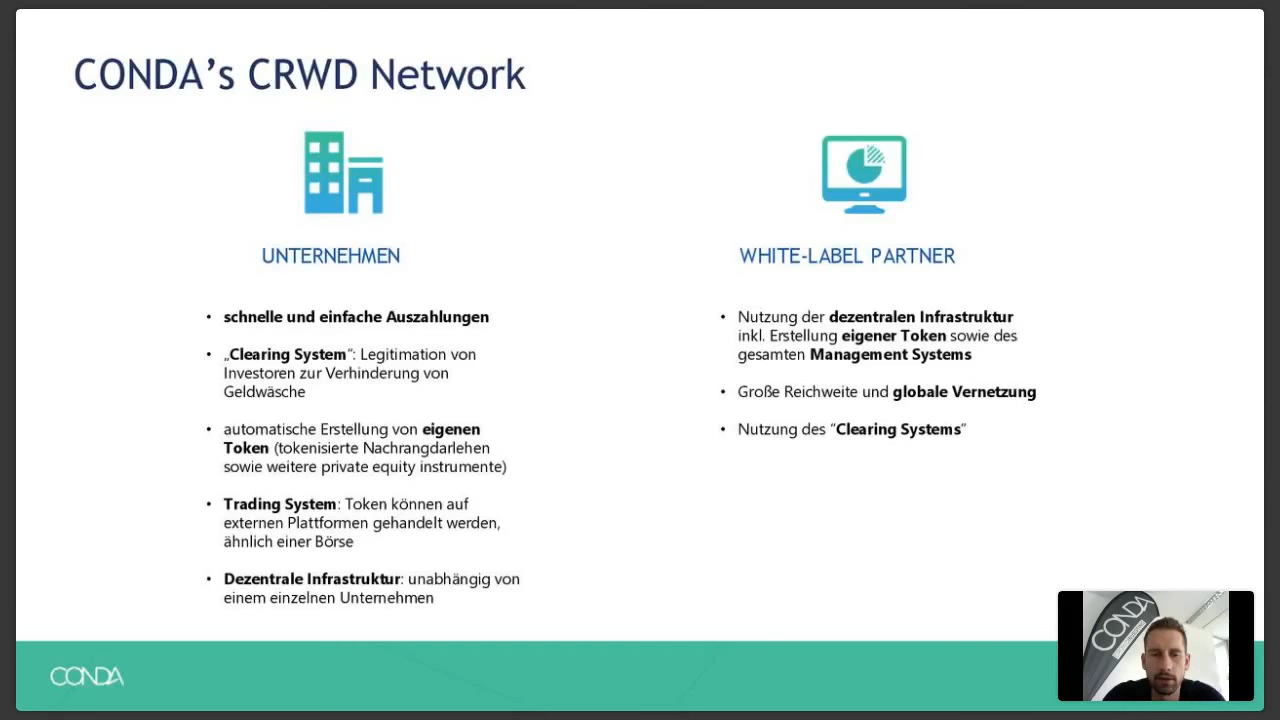 CONDA's CRWD Network
UNTERNEHMEN
• schnelle und einfache Auszahlungen
• „Clearing System“: Legitimation von
Investoren zur Verhinderung von
Geldwäsche
• automatische Erstellung von eigenen
Token (tokenisierte Nachrangdarlehen
sowie weitere private equity instrumente)
• Trading System: Token können auf
externen Plattformen gehandelt werden,
ähnlich einer Börse
• Dezentrale Infrastruktur: unabhängig von
einem einzelnen Unternehmen
WHITE-LABEL PARTNER
• Nutzung der dezentralen Infrastruktur
inkl. Erstellung eigener Token sowie des
gesamten Management Systems
• Große Reichweite und globale Vernetzung
• Nutzung des “Clearing Systems”
CONDA
CONDA